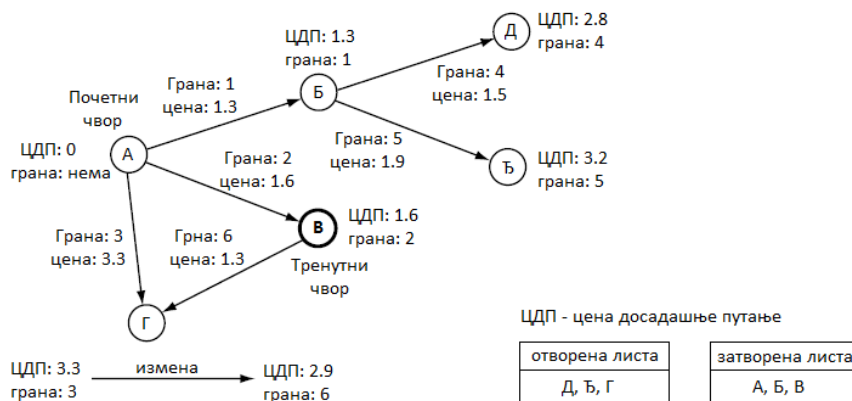 ЦДП: 1.3
грана: 1
Д
ЦДП: 2.8
грана: 4
Почетни
чвор
Грана: 1
цена: 1.3
Б
Грана: 4
цена: 1.5
ЦДП: 0
грана: нема
А
Грана: 2
цена: 1.6
Грана: 5
цена: 1.9
Ђ
ЦДП: 3.2
грана: 5
Грана: 3
цена: 3.3
Грна: 6
цена: 1.3
В
ЦДП: 1.6
грана: 2
Тренутни
чвор
Г
ЦДП: 3.3
грана: 3
измена
ЦДП: 2.9
грана: 6
ЦДП - цена досадашње путање
отворена листа
Д, Ђ, Г
затворена листа
А, Б, В